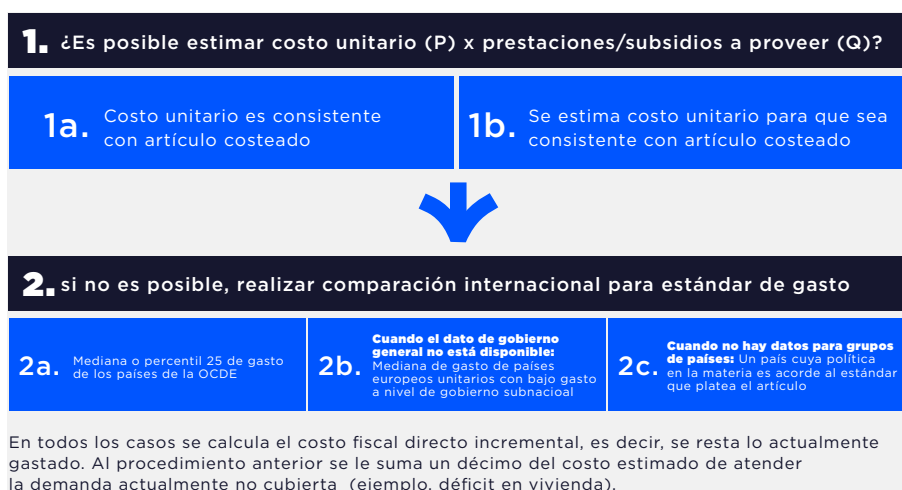 1. ¿Es posible estimar costo unitario (P) x prestaciones/subsidios a proveer (Q)?
1a. Costo unitario es consistente
con artículo costeado
1b. Se estima costo unitario para que sea
consistente con artículo costeado
2. si no es posible, realizar comparación internacional para estándar de gasto
2a. Mediana o percentil 25 de gasto
de los países de la OCDE
2b. Cuando el dato de gobierno
general no está disponible:
Mediana de gasto de países
europeos unitarios con bajo gasto
a nivel de gobierno subnacioal
2c. Cuando no hay datos para grupos
de países: Un país cuya política
en la materia es acorde al estándar
que platea el artículo
En todos los casos se calcula el costo fiscal directo incremental, es decir, se resta lo actualmente
gastado. Al procedimiento anterior se le suma un décimo del costo estimado de atender
la demanda actualmente no cubierta (ejemplo, déficit en vivienda).